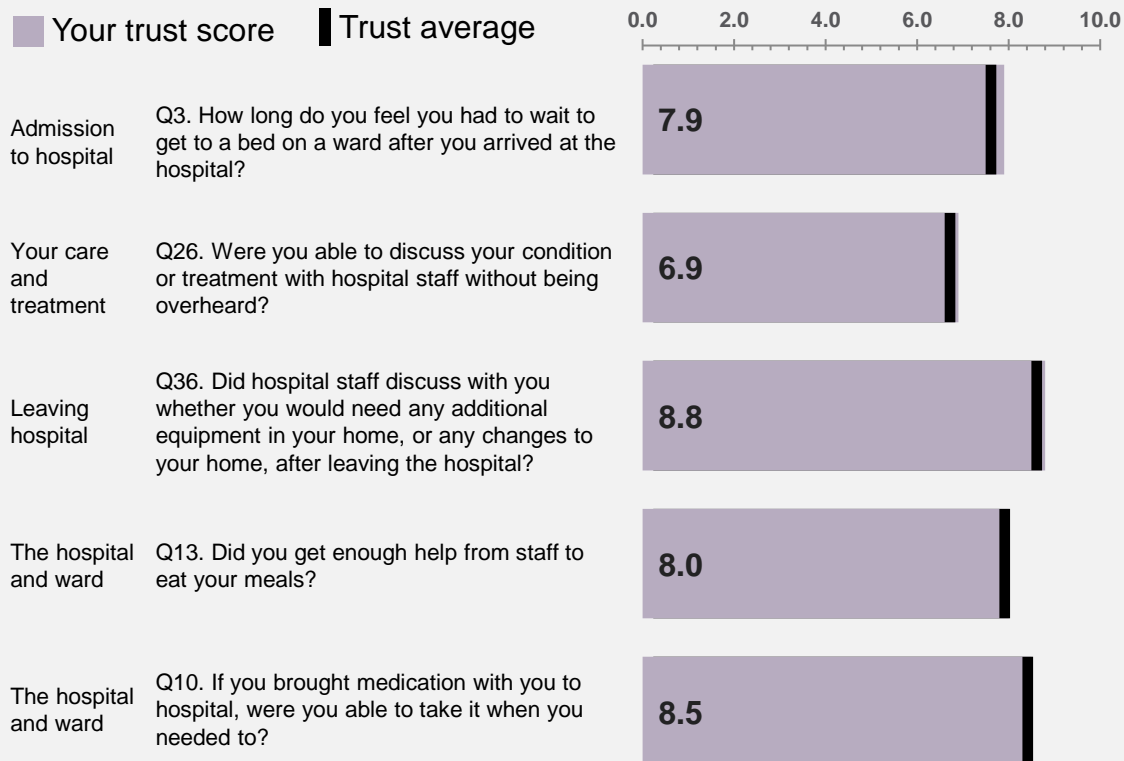 Your trust score
Trust average
0.0 2.0 4.0 6.0 8.0 10.0
Admission
to hospital
Q3. How long do you feel you had to wait to
get to a bed on a ward after you arrived at the
hospital?
7.9
Your care
and
treatment
Q26. Were you able to discuss your condition
or treatment with hospital staff without being
overheard?
6.9
Leaving
hospital
Q36. Did hospital staff discuss with you
whether you would need any additional
equipment in your home, or any changes to
your home, after leaving the hospital?
8.8
The hospital
and ward
Q13. Did you get enough help from staff to
eat your meals?
8.0
The hospital
and ward
Q10. If you brought medication with you to
hospital, were you able to take it when you
needed to?
8.5